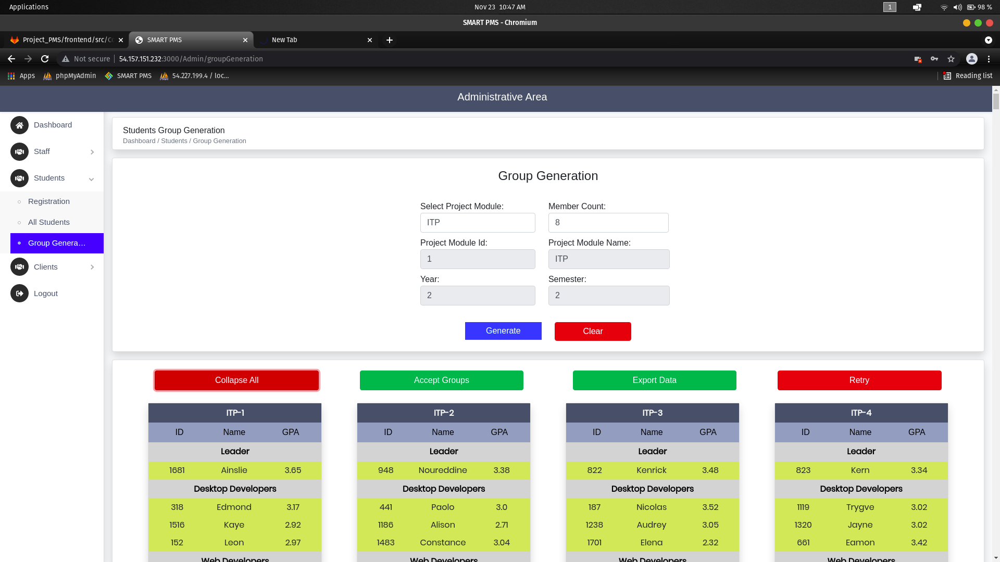 Applications
Nov 23 10:47 AM
1
98 %
SMART PMS - Chromium
Project_PMS/frontend/src/Co
SMART PMS
New Tab
Not secure
54.157.151.232:3000/Admin/groupGeneration
Apps
phpMyAdmin
SMART PMS
54.227.199.4 / loc...
Reading list
Administrative Area
Dashboard
Staff
Students
Registration
All Students
Group Genera...
Clients
Logout
Students Group Generation
Dashboard / Students / Group Generation
Group Generation
Select Project Module:
Member Count:
ITP
8
Project Module Id:
Project Module Name:
1
ITP
Year:
Semester:
2
2
Generate
Clear
Collapse All
Accept Groups
Export Data
Retry
ITP-1
ID Name GPA
Leader
1681 Ainslie 3.65
Desktop Developers
318 Edmond 3.17
1516 Kaye 2.92
152 Leon 2.97
Web Developers
ITP-2
ID Name GPA
Leader
948 Noureddine 3.38
Desktop Developers
441 Paolo 3.0
1186 Alison 2.71
1483 Constance 3.04
Web Developers
ITP-3
ID Name GPA
Leader
822 Kenrick 3.48
Desktop Developers
187 Nicolas 3.52
1238 Audrey 3.05
1701 Elena 2.32
Web Developers
ITP-4
ID Name GPA
Leader
823 Kern 3.34
Desktop Developers
1119 Trygve 3.02
1320 Jayne 3.02
661 Eamon 3.42
Web Developers